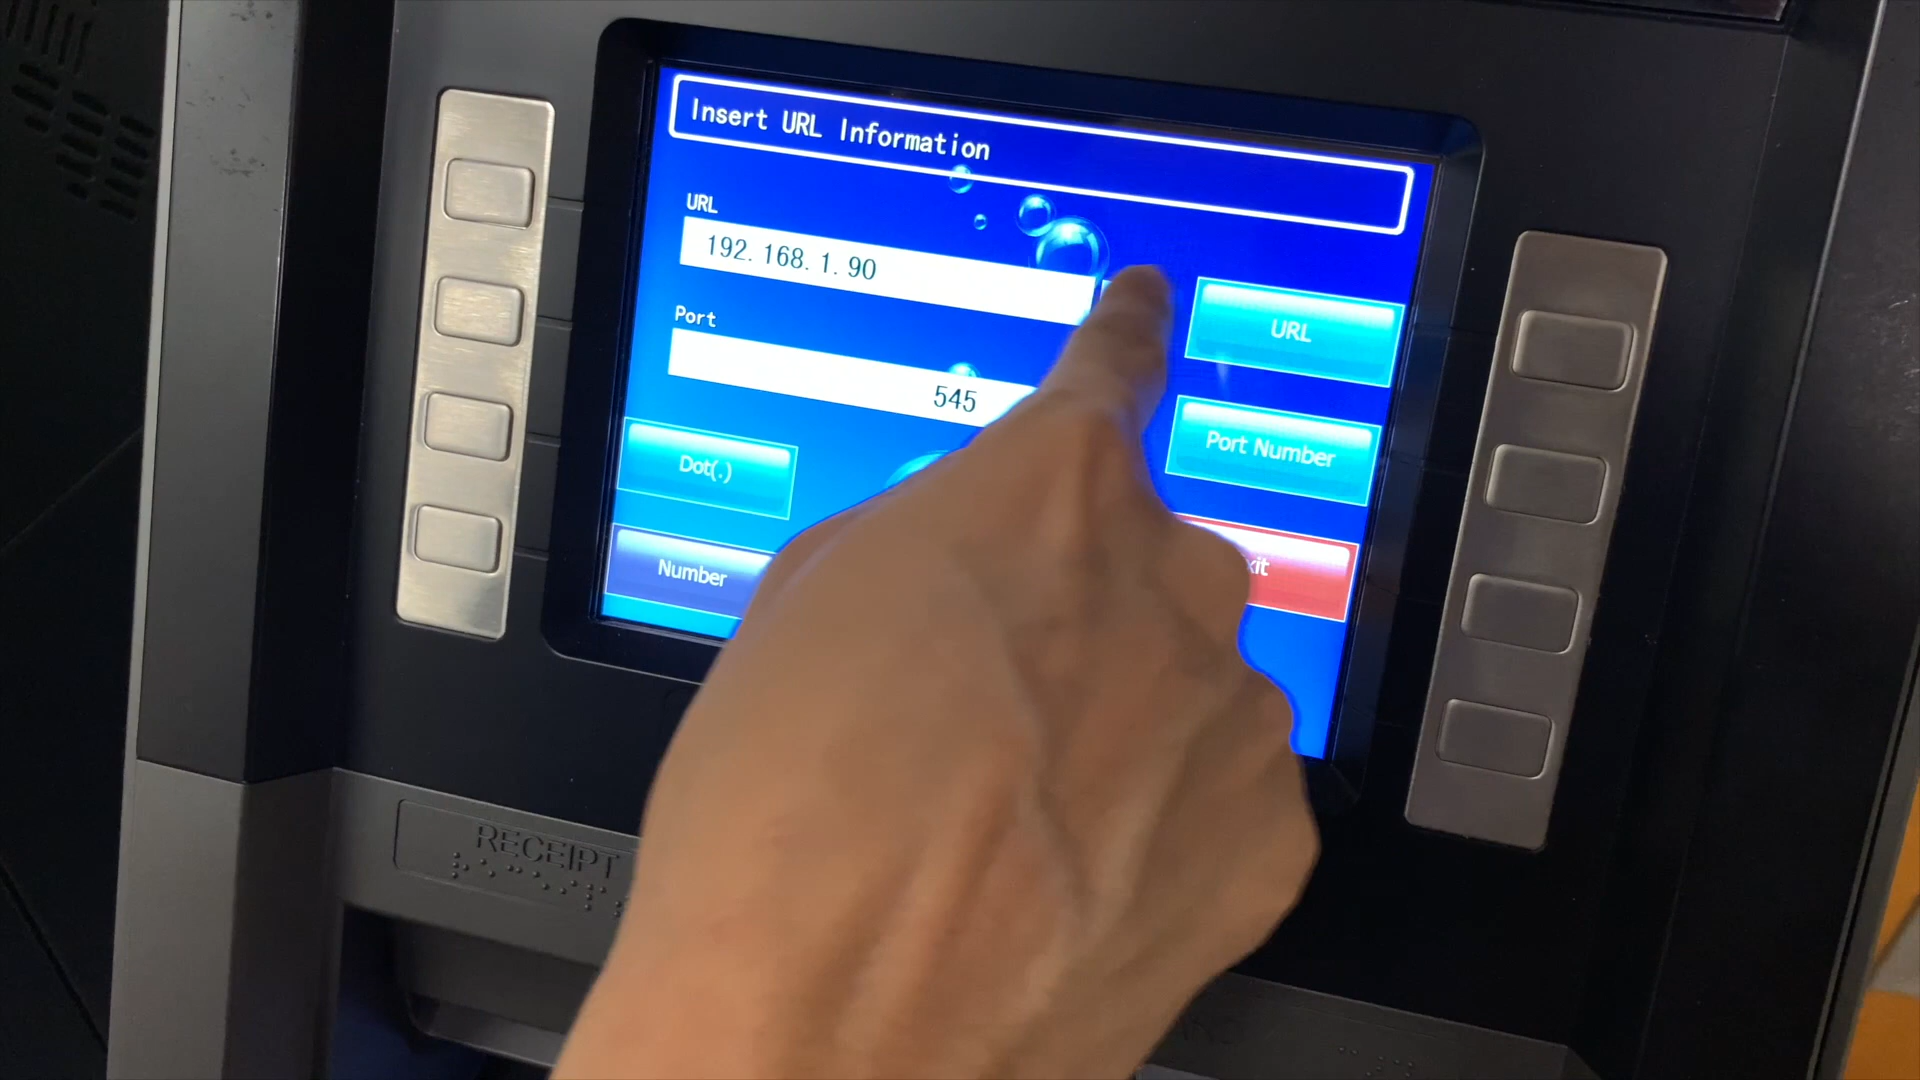 Insert URL Information
URL
192.168.1.90
URL
Port
545
Port Number
Dot(.)
Number
RECEIPT